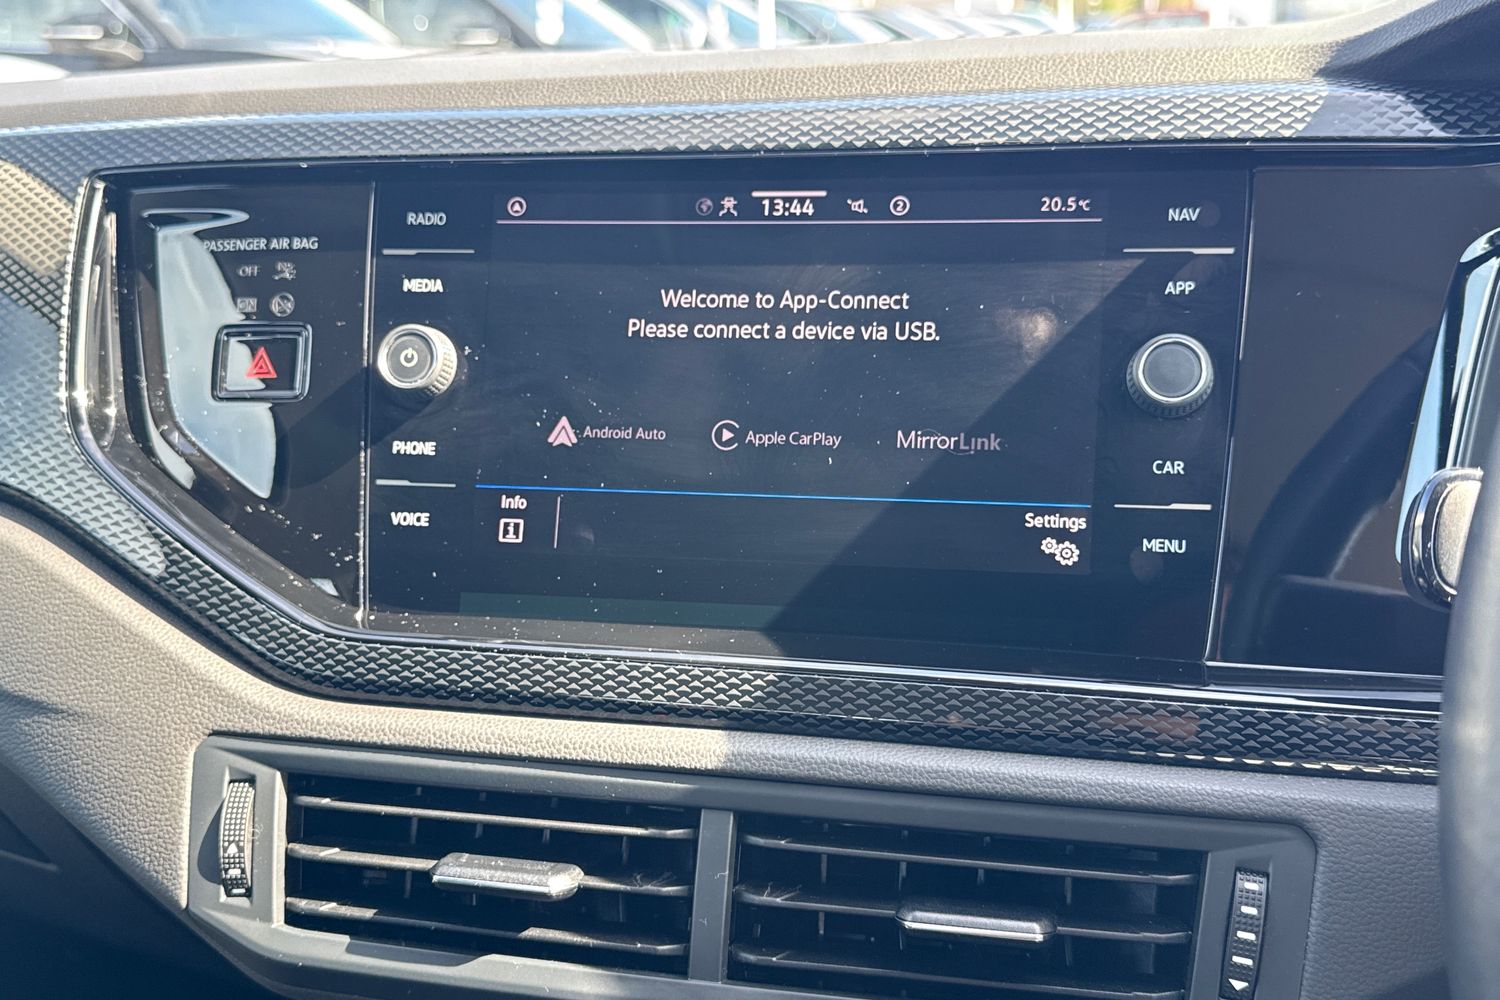 PASSENGER AIR BAG
OFF
ON
RADIO
MEDIA
PHONE
VOICE
13:44
2
20.5°C
Welcome to App-Connect
Please connect a device via USB.
Android Auto
Apple CarPlay
MirrorLink
Info
i
Settings
NAV
APP
CAR
MENU